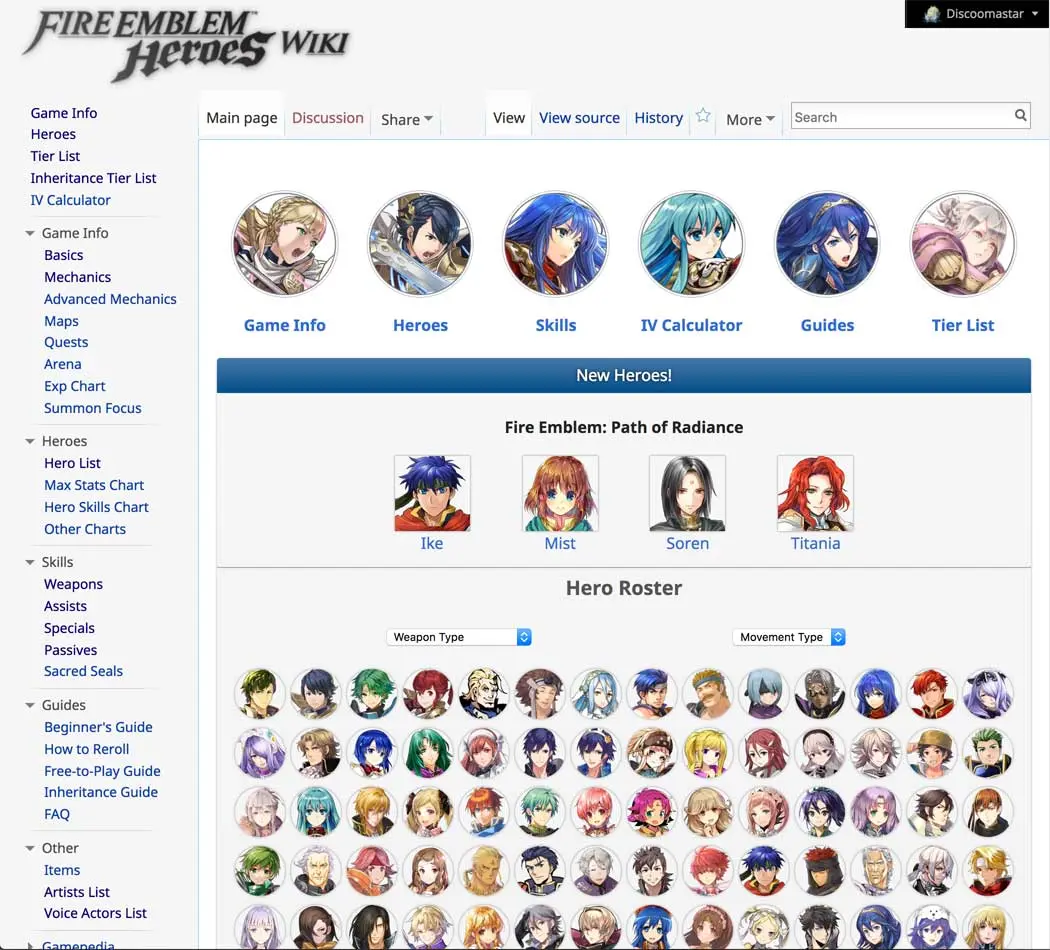 FIRE EMBLEM
HEROES WIKI
Discoomastar
Game Info
Heroes
Tier List
Inheritance Tier List
IV Calculator
Game Info
Basics
Mechanics
Advanced Mechanics
Maps
Quests
Arena
Exp Chart
Summon Focus
Heroes
Hero List
Max Stats Chart
Hero Skills Chart
Other Charts
Skills
Weapons
Assists
Specials
Passives
Sacred Seals
Guides
Beginner's Guide
How to Reroll
Free-to-Play Guide
Inheritance Guide
FAQ
Other
Items
Artists List
Voice Actors List
Gamepedia
Main page Discussion Share View View source History More Search
Game Info Heroes Skills IV Calculator Guides Tier List
New Heroes!
Fire Emblem: Path of Radiance
Ike Mist Soren Titania
Hero Roster
Weapon Type Movement Type